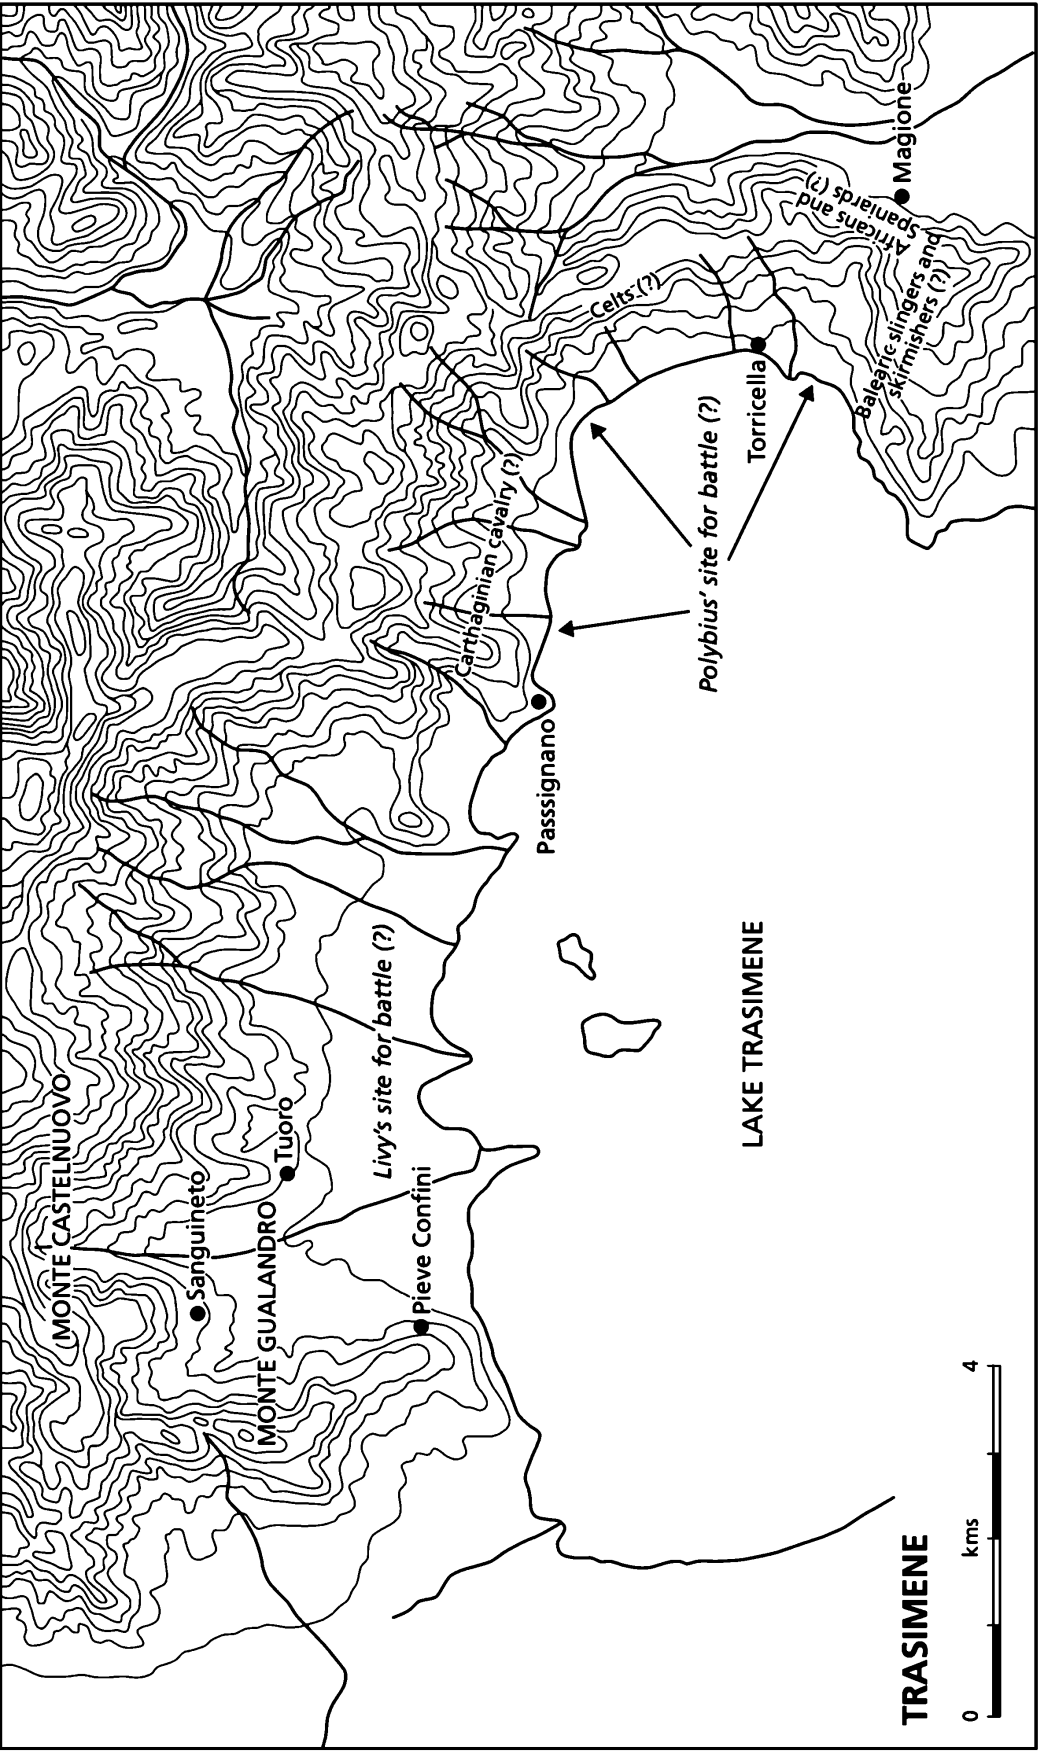 MONTE CASTELNUOVO
Sanguineto
MONTE GUALANDRO
Tuoro
Pieve Confini
Livy's site for battle (?)
Passsignano
Carthaginian cavalry (?)
Celts (?)
Torricella
Polybius' site for battle (?)
Africans and
Spaniards (?)
Magione
Balearic slingers and
skirmishers (?)
LAKE TRASIMENE
TRASIMENE
0 kms 4